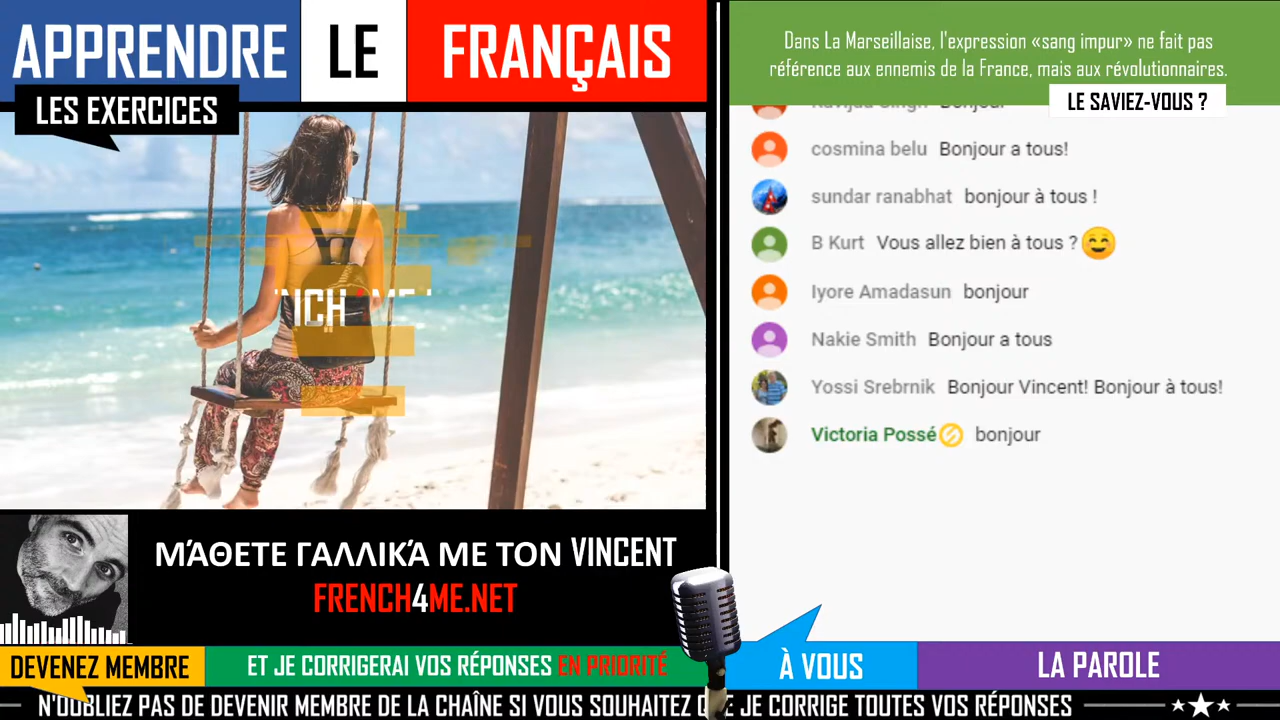 APPRENDRE LE FRANÇAIS
LES EXERCICES
Dans La Marseillaise, l'expression «sang impur» ne fait pas
référence aux ennemis de la France, mais aux révolutionnaires.
LE SAVIEZ-VOUS ?
cosmina belu Bonjour a tous!
sundar ranabhat bonjour à tous !
B Kurt Vous allez bien à tous ? 😊
Iyore Amadasun bonjour
Nakie Smith Bonjour a tous
Yossi Srebrnik Bonjour Vincent! Bonjour à tous!
Victoria Possé bonjour
ΜΆΘΕΤΕ ΓΑΛΛΙΚΆ ΜΕ ΤΟΝ VINCENT
FRENCH4ME.NET
DEVENEZ MEMBRE
ET JE CORRIGERAI VOS RÉPONSES EN PRIORITÉ
À VOUS
LA PAROLE
N'OUBLIEZ PAS DE DEVENIR MEMBRE DE LA CHAÎNE SI VOUS SOUHAITEZ QUE JE CORRIGE TOUTES VOS RÉPONSES